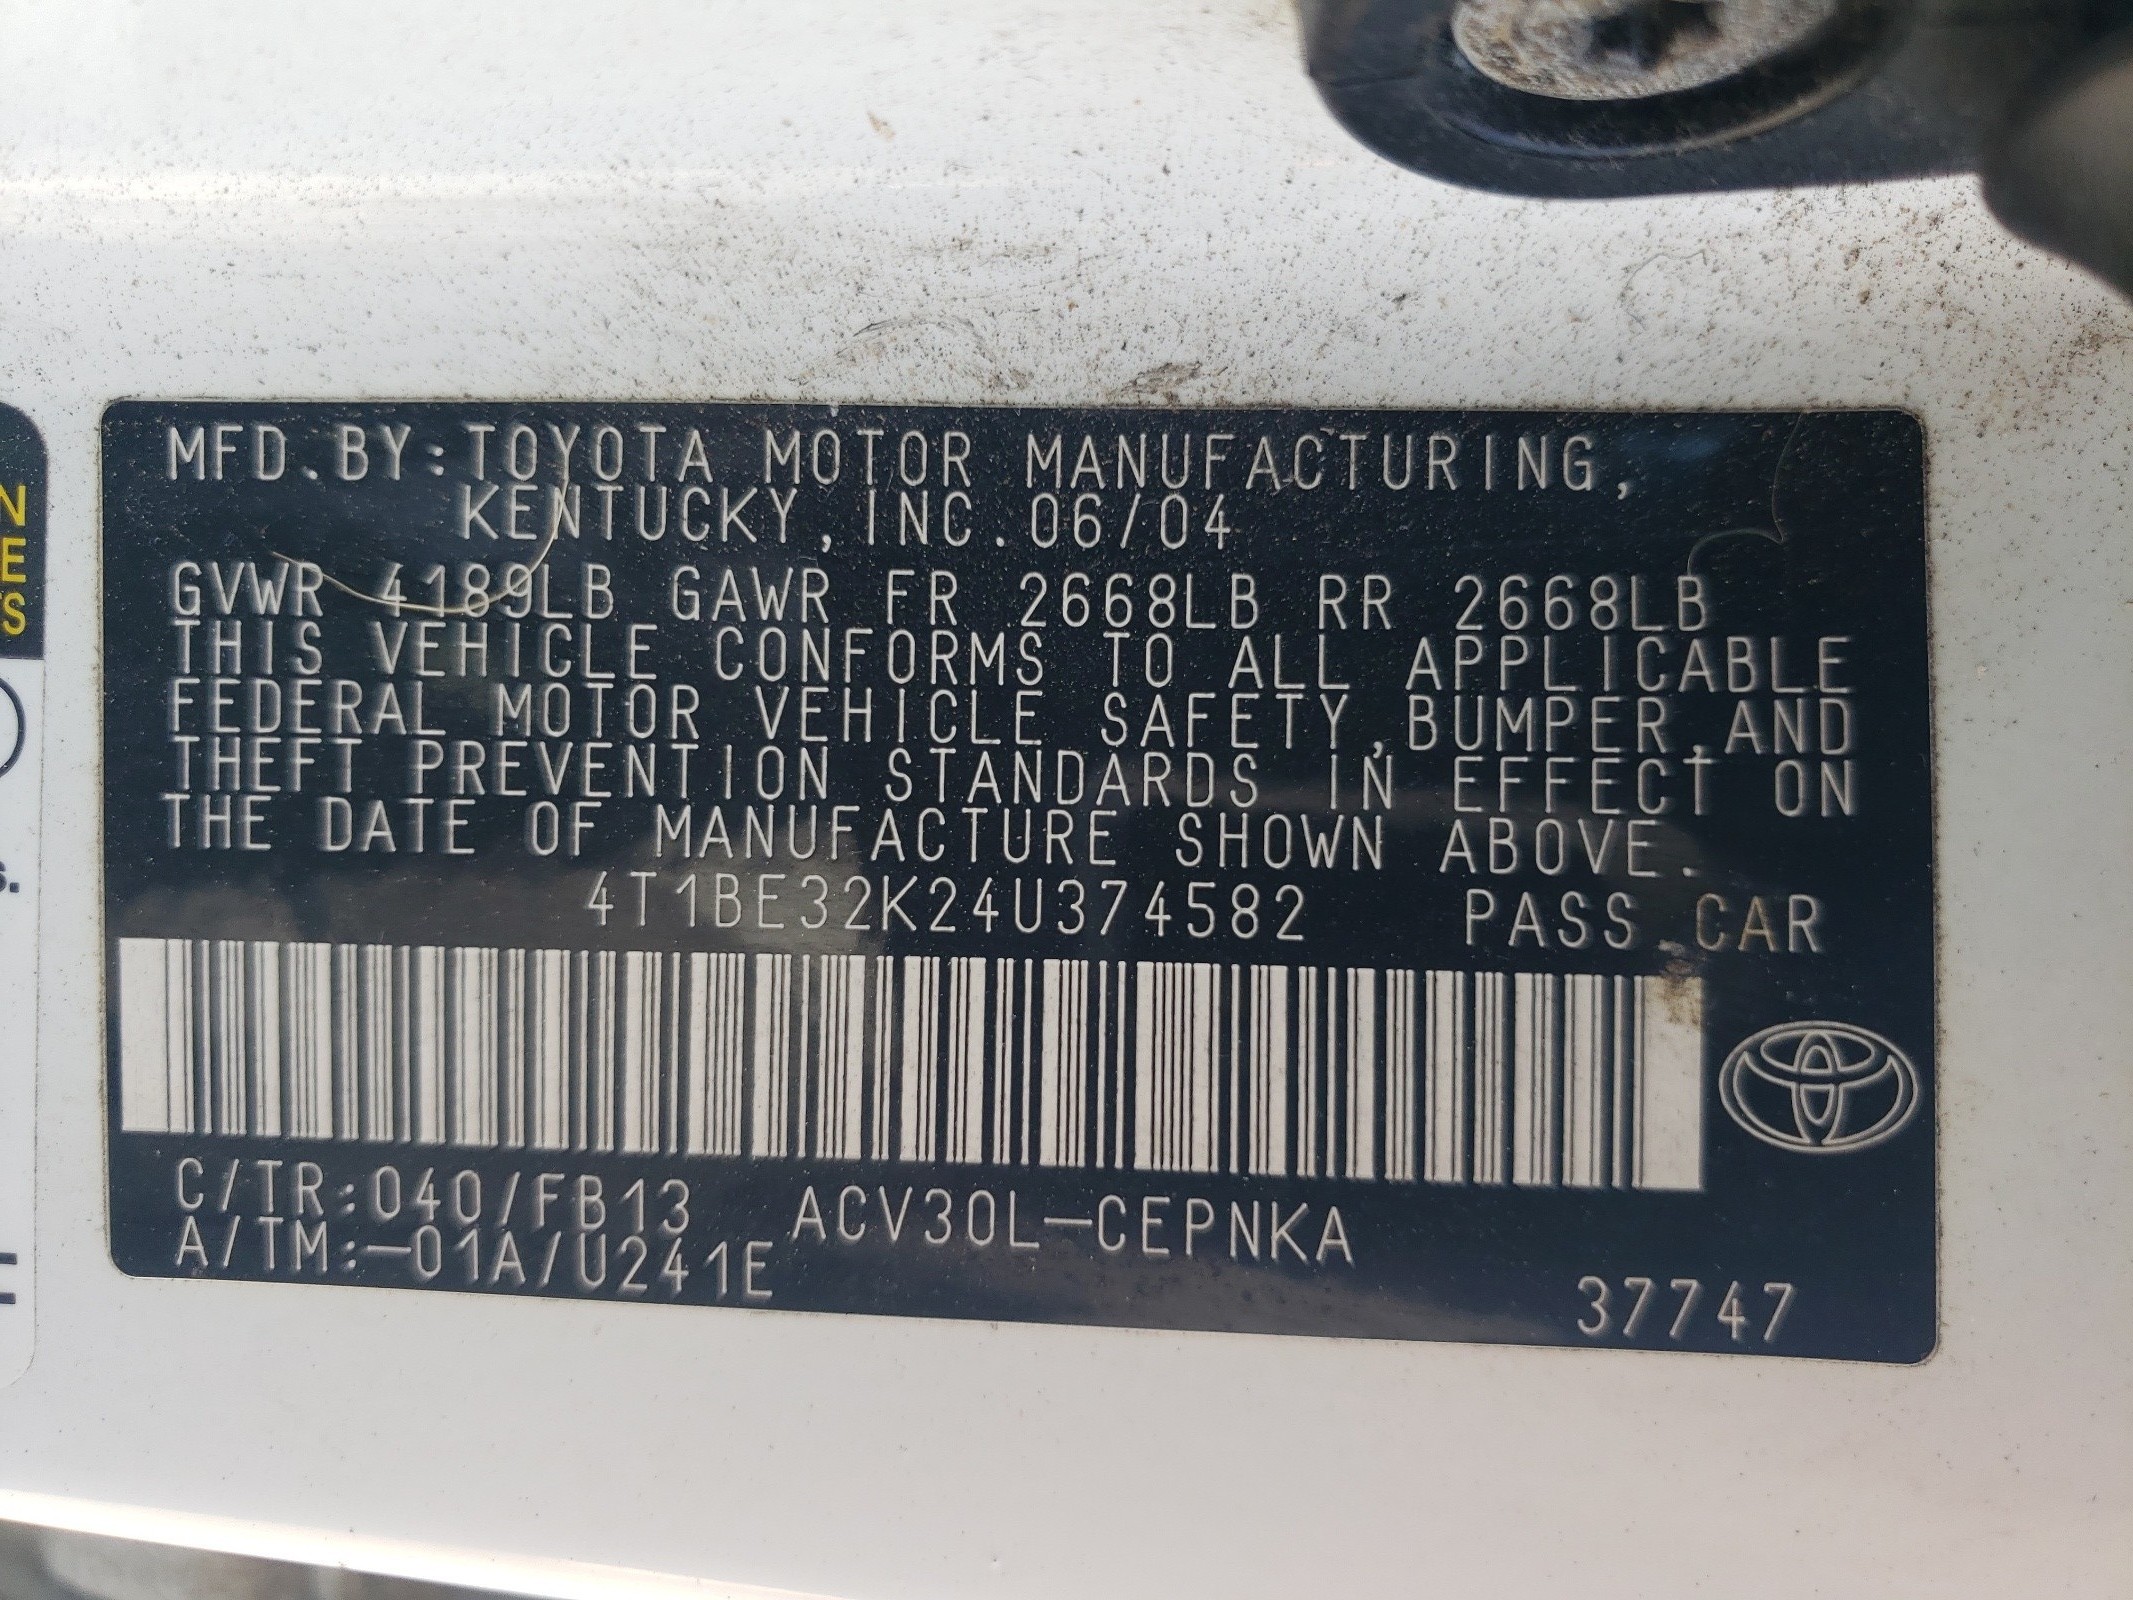 MFD.BY:TOYOTA MOTOR MANUFACTURING,
KENTUCKY,INC.06/04
GVWR 4189LB GAWR FR 2668LB RR 2668LB
THIS VEHICLE CONFORMS TO ALL APPLICABLE
FEDERAL MOTOR VEHICLE SAFETY,BUMPER,AND
THEFT PREVENTION STANDARDS IN EFFECT ON
THE DATE OF MANUFACTURE SHOWN ABOVE.
4T1BE32K24U374582 PASS.CAR
C/TR:040/FB13 ACV30L-CEPNKA
A/TM:-01A/U241E
37747
N
E
TS
s.